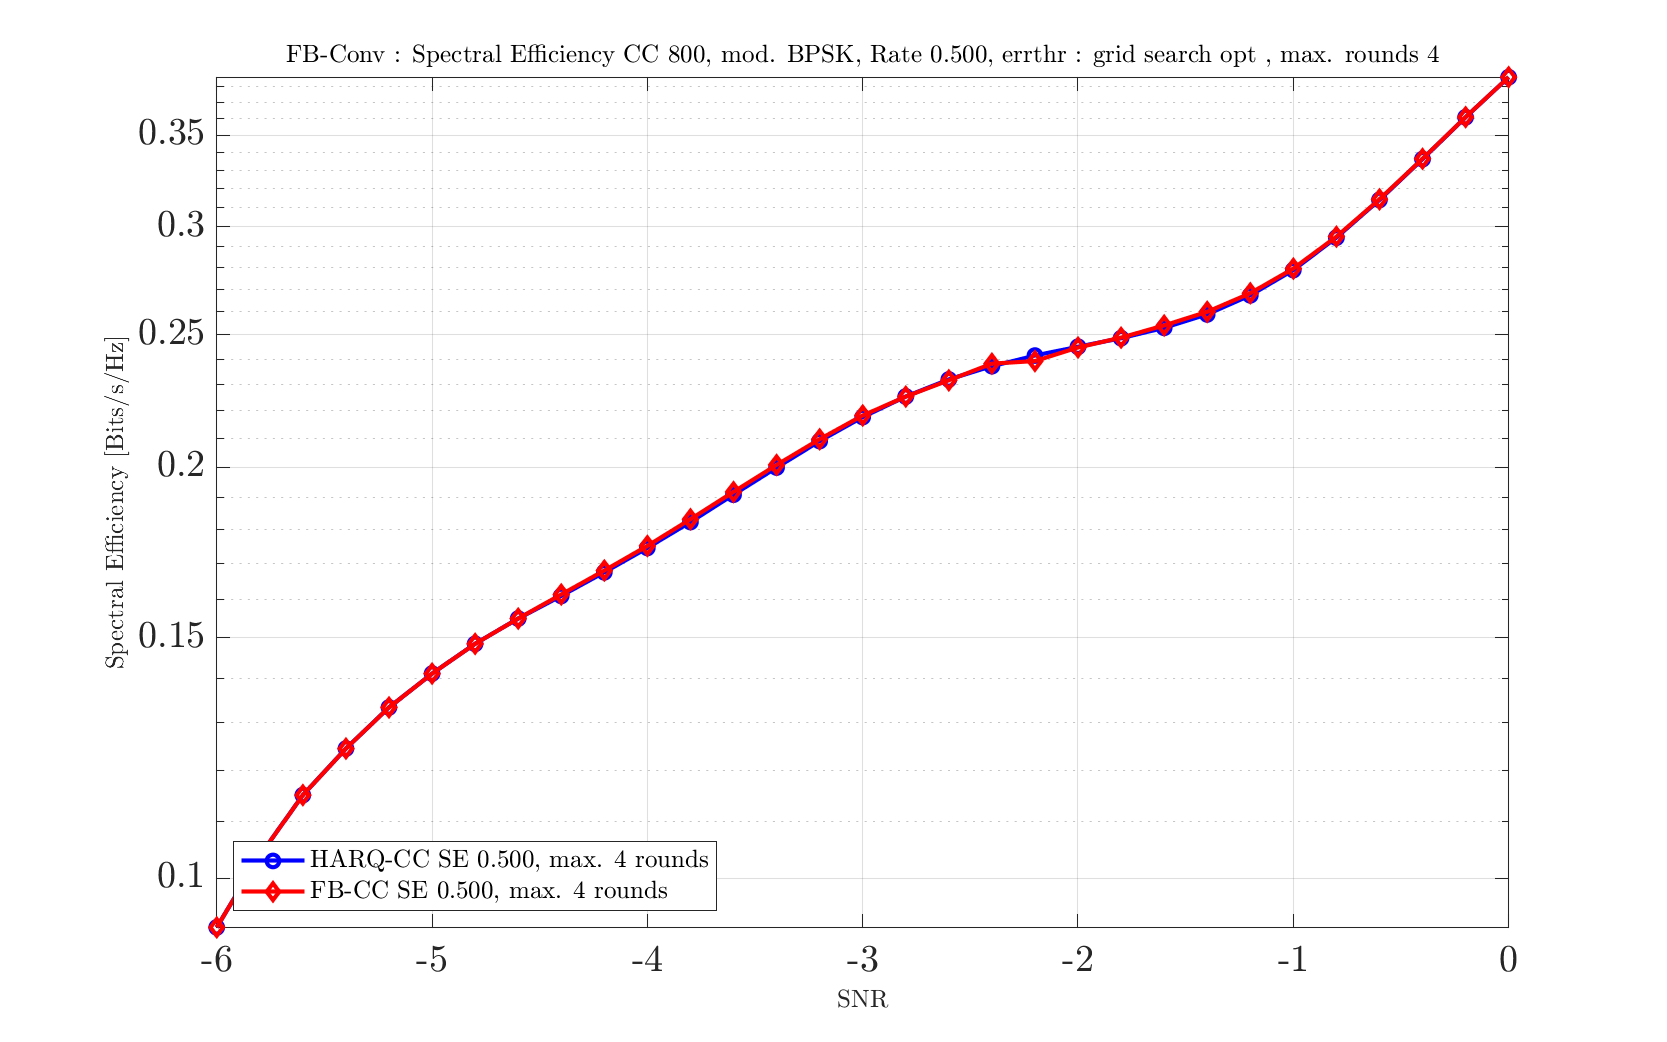 FB-Conv : Spectral Efficiency CC 800, mod. BPSK, Rate 0.500, errthr : grid search opt , max. rounds 4
Spectral Efficiency [Bits/s/Hz]
0.35
0.3
0.25
0.2
0.15
0.1
HARQ-CC SE 0.500, max. 4 rounds
FB-CC SE 0.500, max. 4 rounds
-6 -5 -4 -3 -2 -1 0
SNR